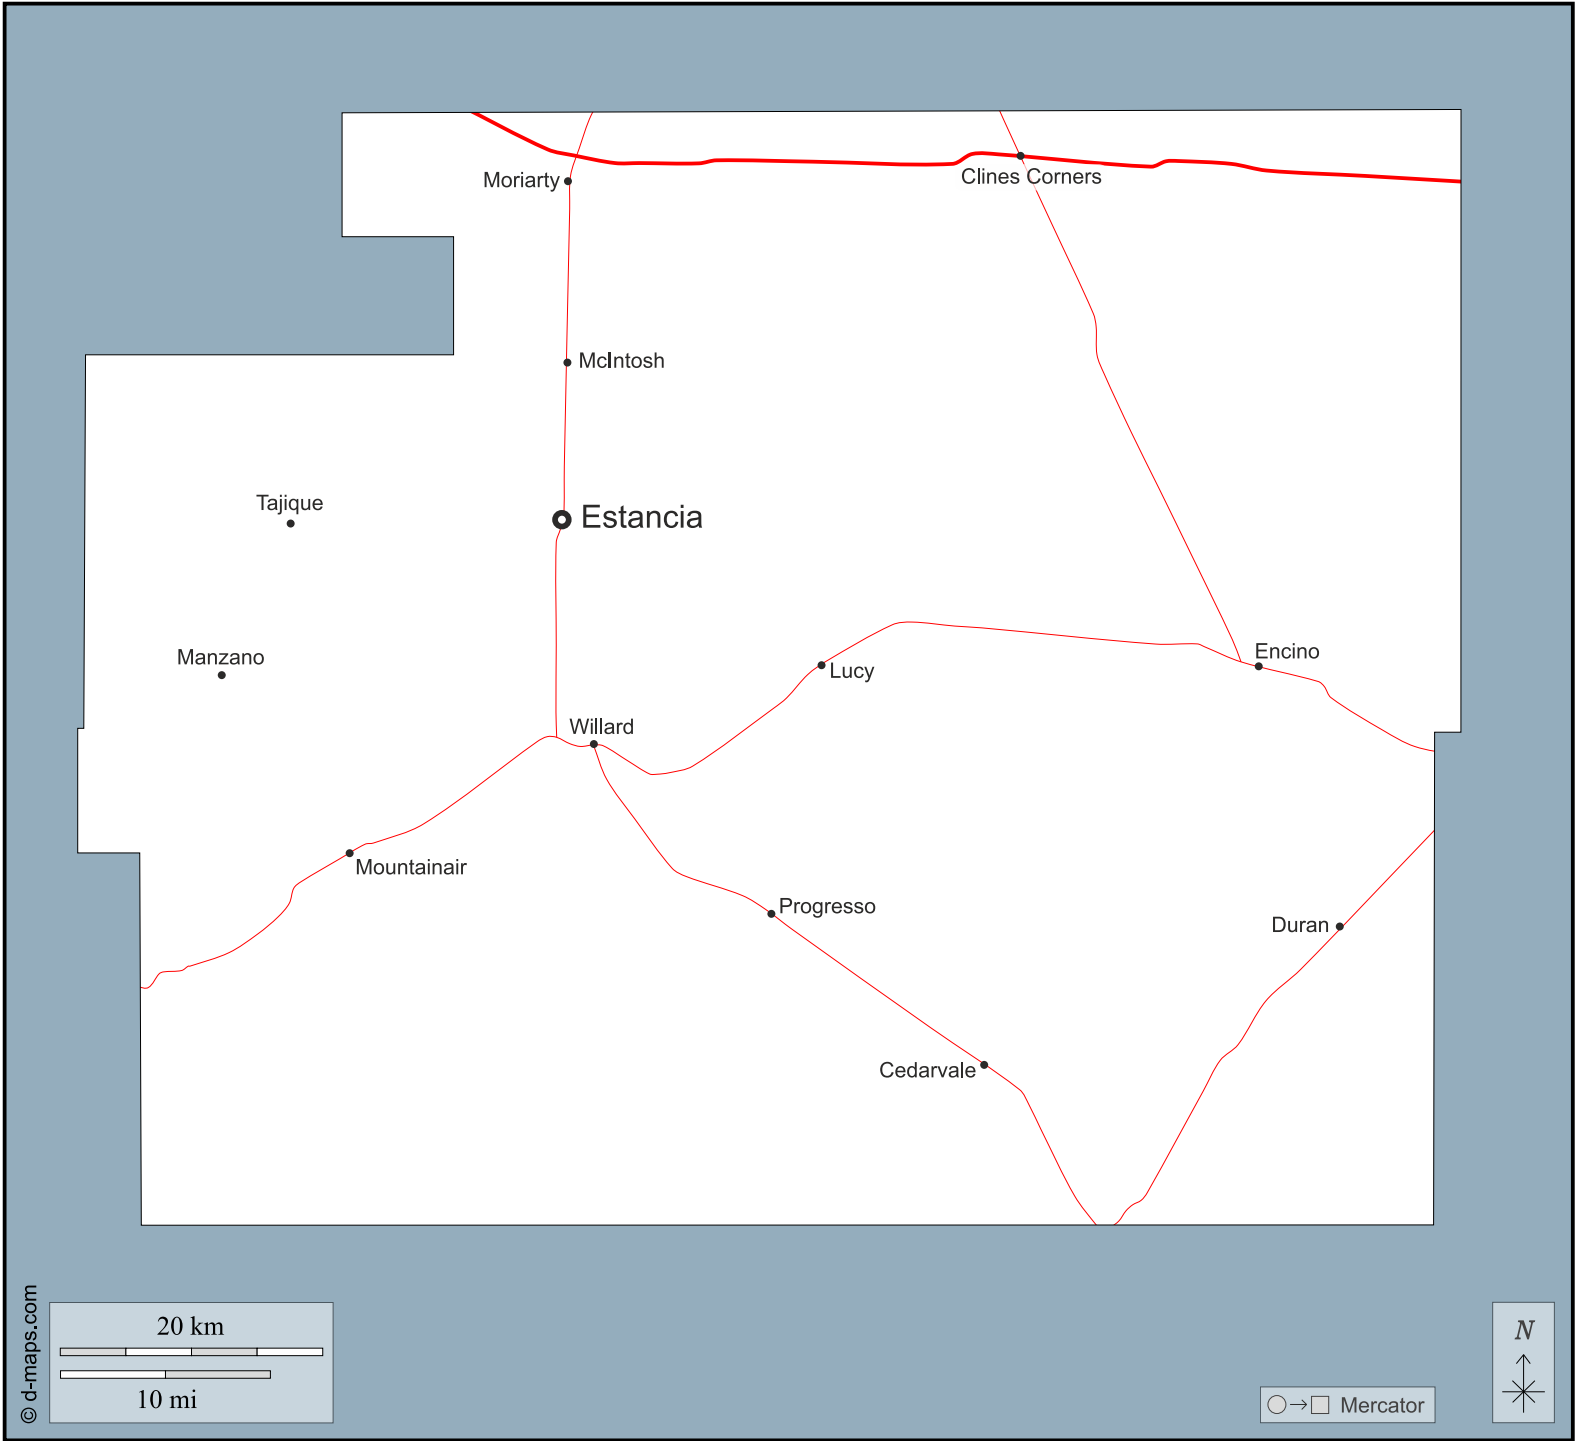 Clines Corners
Moriarty
McIntosh
Tajique
Estancia
Encino
Manzano
Lucy
Willard
Mountainair
Progresso
Duran
Cedarvale
© d-maps.com
20 km
10 mi
N
Mercator